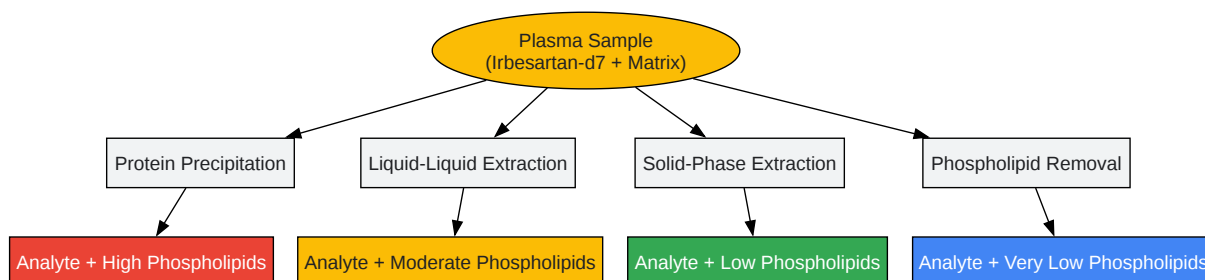 Plasma Sample
(Irbesartan-d7 + Matrix)
Protein Precipitation
Liquid-Liquid Extraction
Solid-Phase Extraction
Phospholipid Removal
Analyte + High Phospholipids
Analyte + Moderate Phospholipids
Analyte + Low Phospholipids
Analyte + Very Low Phospholipids